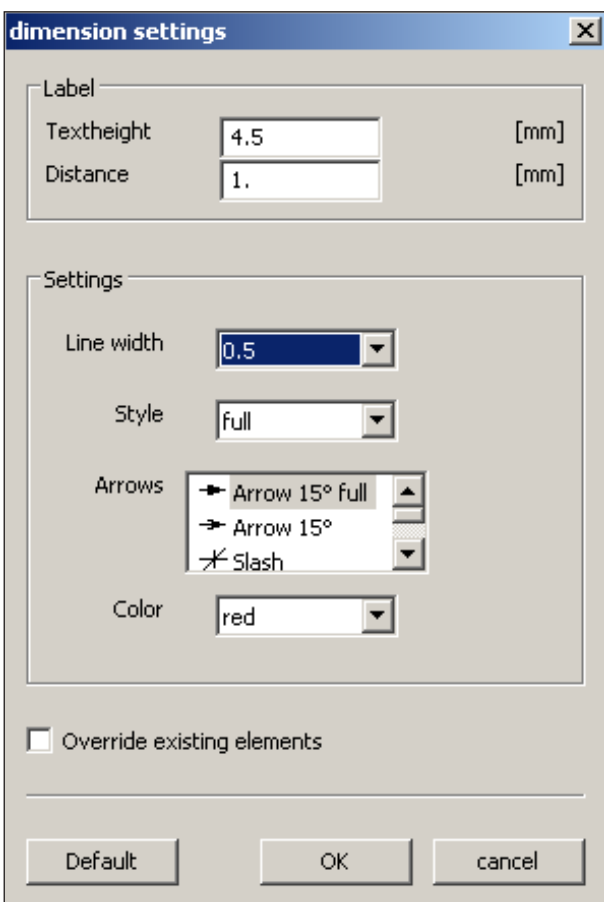 dimension settings
Label
Textheight 4.5 [mm]
Distance 1. [mm]
Settings
Line width 0.5
Style full
Arrows Arrow 15° full
Arrow 15°
Slash
Color red
Override existing elements
Default OK cancel